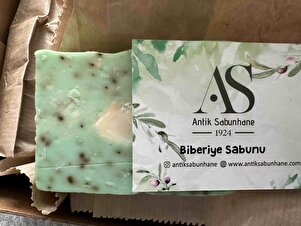 AS
Antik Sabunhane
1924
Biberiye Sabunu
antiksabunhane www.antiksabunhane.com